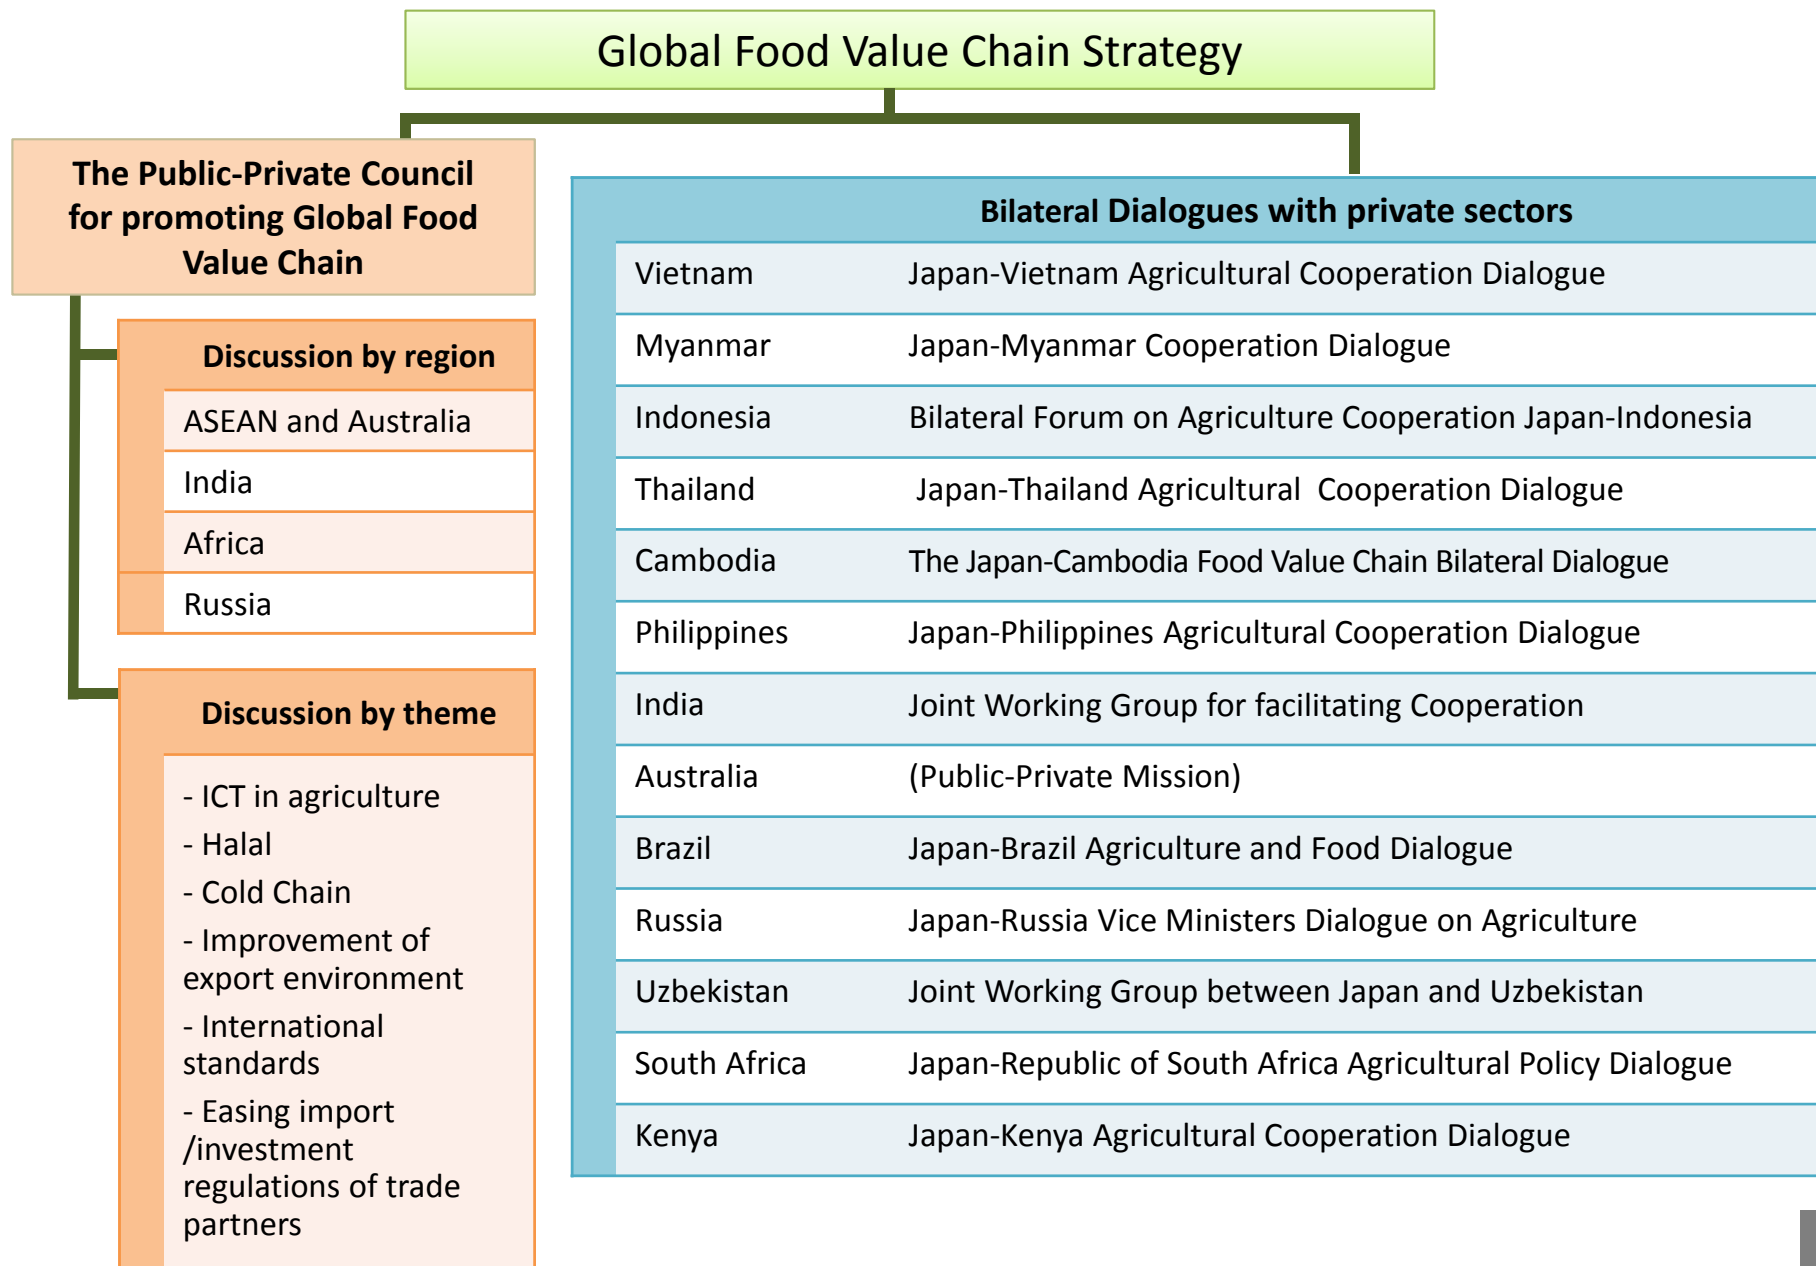 Global Food Value Chain Strategy
The Public-Private Council
for promoting Global Food
Value Chain
Discussion by region
ASEAN and Australia
India
Africa
Russia
Discussion by theme
- ICT in agriculture
- Halal
- Cold Chain
- Improvement of
export environment
- International
standards
- Easing import
/investment
regulations of trade
partners
Bilateral Dialogues with private sectors
Vietnam Japan-Vietnam Agricultural Cooperation Dialogue
Myanmar Japan-Myanmar Cooperation Dialogue
Indonesia Bilateral Forum on Agriculture Cooperation Japan-Indonesia
Thailand Japan-Thailand Agricultural Cooperation Dialogue
Cambodia The Japan-Cambodia Food Value Chain Bilateral Dialogue
Philippines Japan-Philippines Agricultural Cooperation Dialogue
India Joint Working Group for facilitating Cooperation
Australia (Public-Private Mission)
Brazil Japan-Brazil Agriculture and Food Dialogue
Russia Japan-Russia Vice Ministers Dialogue on Agriculture
Uzbekistan Joint Working Group between Japan and Uzbekistan
South Africa Japan-Republic of South Africa Agricultural Policy Dialogue
Kenya Japan-Kenya Agricultural Cooperation Dialogue